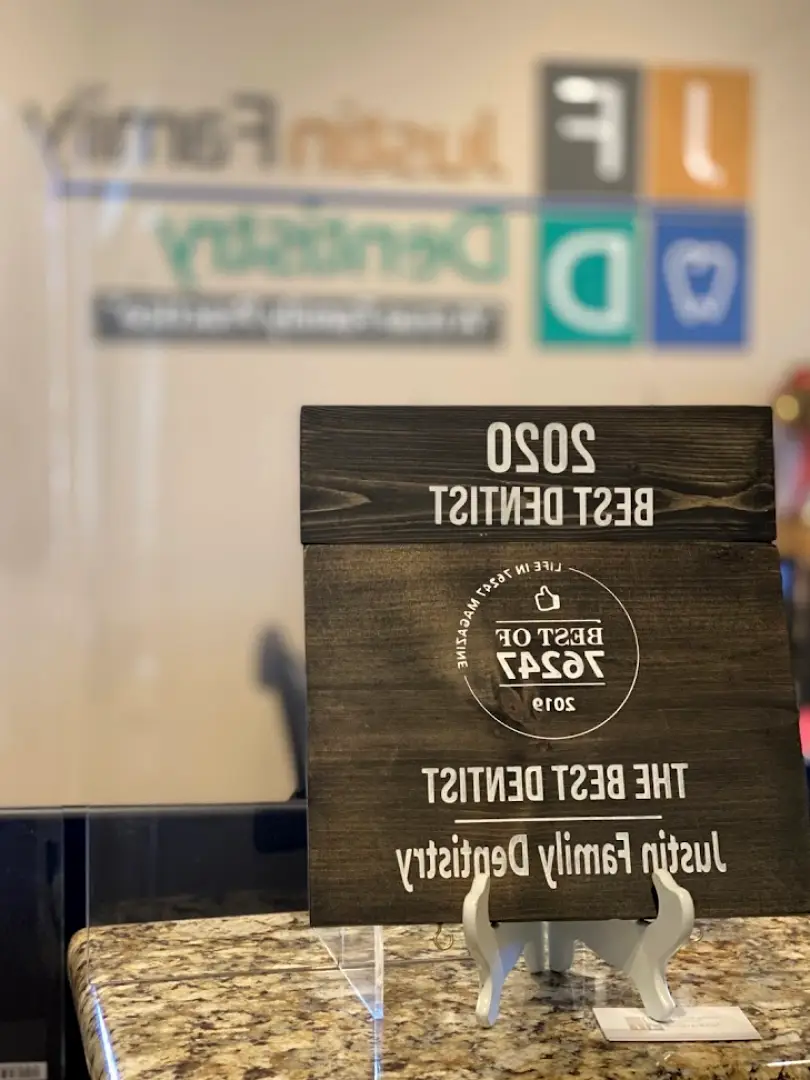 Justin Family
Dentistry
J F
D
2020
BEST DENTIST
LIFE IN 76247 MAGAZINE
BEST OF
76247
2019
THE BEST DENTIST
Justin Family Dentistry